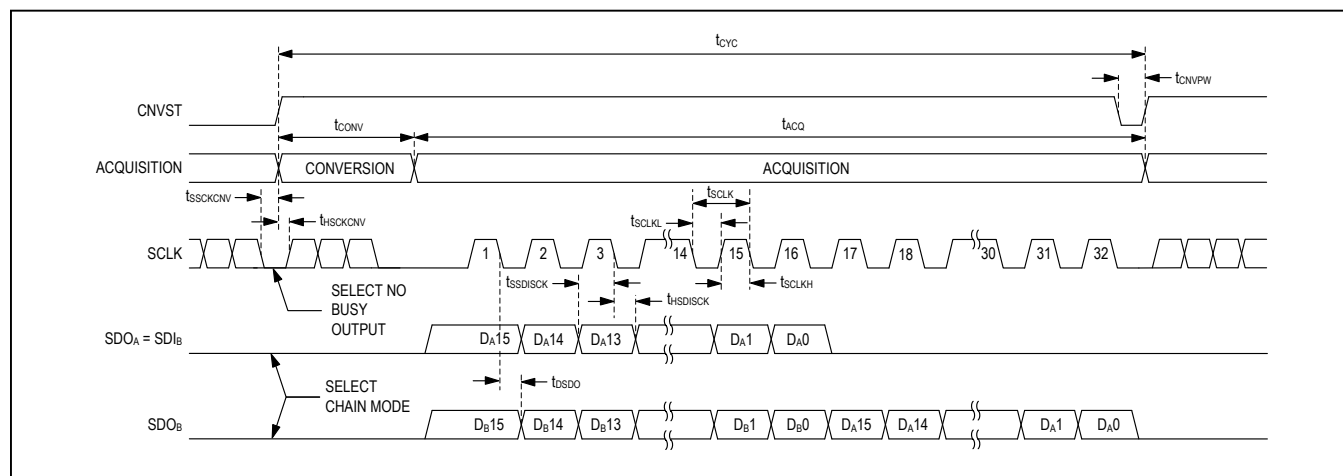 tCYC
tCNVPW
CNVST
tCONV
tACQ
ACQUISITION CONVERSION ACQUISITION
tSSCKCNV
tHSCKCNV
tSCLK
tSCLKL
SCLK 1 2 3 14 15 16 17 18 30 31 32
SELECT NO
BUSY
OUTPUT
tSSDISCK
tHSDISCK
tSCLKH
SDOA = SDIB DA15 DA14 DA13 DA1 DA0
SELECT
CHAIN MODE
tDSDO
SDOB DB15 DB14 DB13 DB1 DB0 DA15 DA14 DA1 DA0